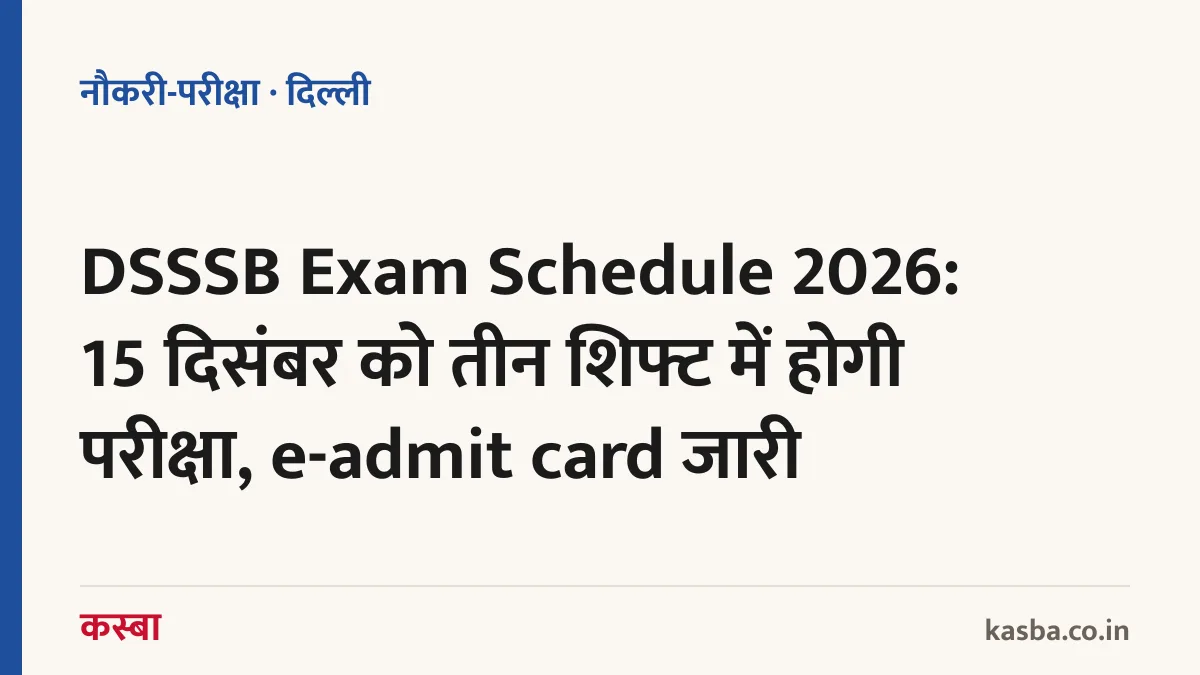 नौकरी-परीक्षा · दिल्ली
DSSSB Exam Schedule 2026:
15 दिसंबर को तीन शिफ्ट में होगी
परीक्षा, e-admit card जारी
कस्बा
kasba.co.in